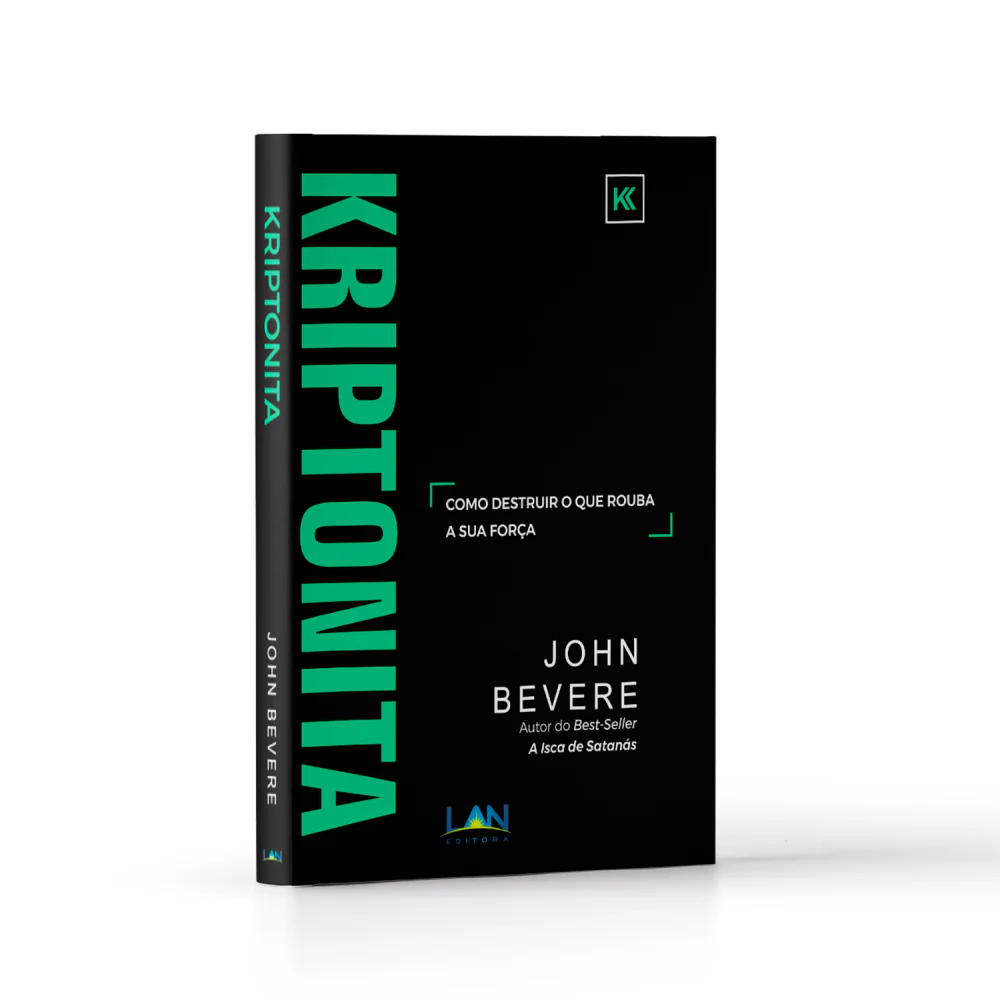 KRIPTONITA
JOHN BEVERE
LAN
KRIPTONITA
KK
COMO DESTRUIR O QUE ROUBA
A SUA FORÇA
JOHN
BEVERE
Autor do Best-Seller
A Isca de Satanás
LAN
EDITORA